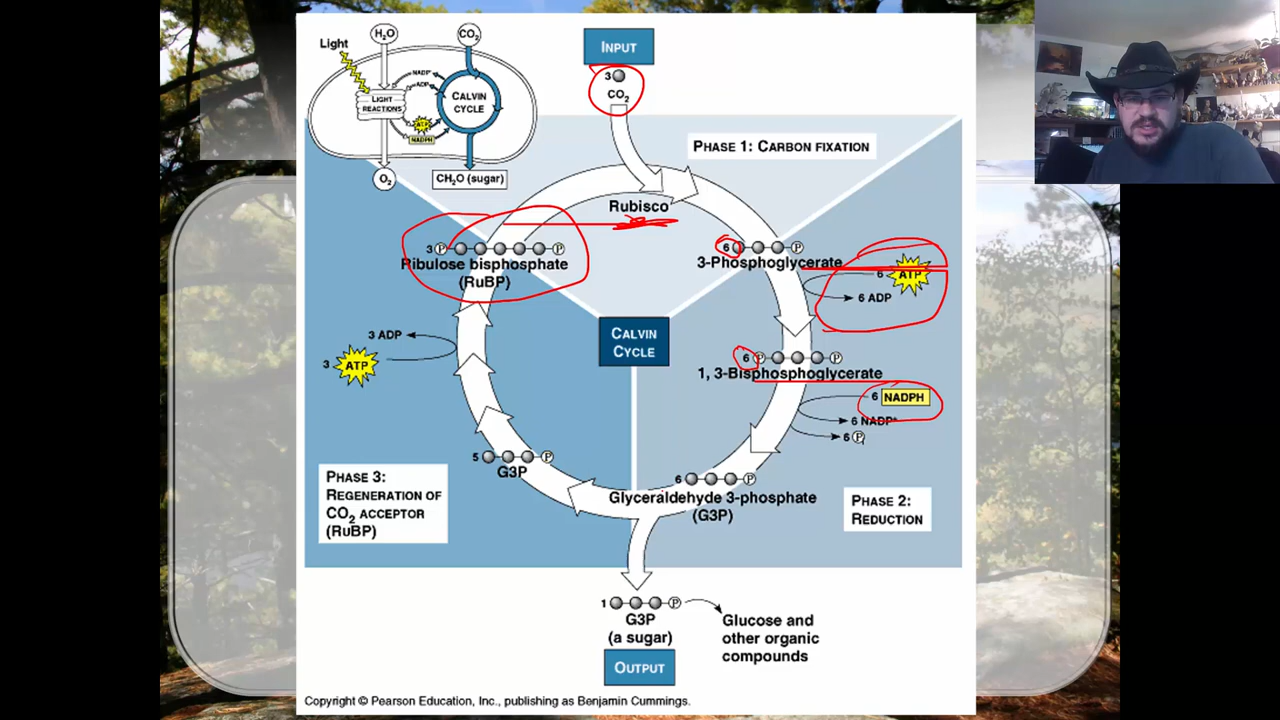 Light
H2O
CO2
NADP+
ADP
LIGHT
REACTIONS
CALVIN
CYCLE
ATP
NADPH
O2
CH2O (sugar)
INPUT
3
CO2
PHASE 1: CARBON FIXATION
Rubisco
3 P P
Ribulose bisphosphate
(RuBP)
6 P
3-Phosphoglycerate
6 ATP
6 ADP
3 ADP
3 ATP
CALVIN
CYCLE
6 P P
1, 3-Bisphosphoglycerate
6 NADPH
6 NADP+
6 P
5 P
G3P
6 P
Glyceraldehyde 3-phosphate
(G3P)
PHASE 3:
REGENERATION OF
CO2 ACCEPTOR
(RUBP)
PHASE 2:
REDUCTION
1 P
G3P
(a sugar)
OUTPUT
Glucose and
other organic
compounds
Copyright © Pearson Education, Inc., publishing as Benjamin Cummings.